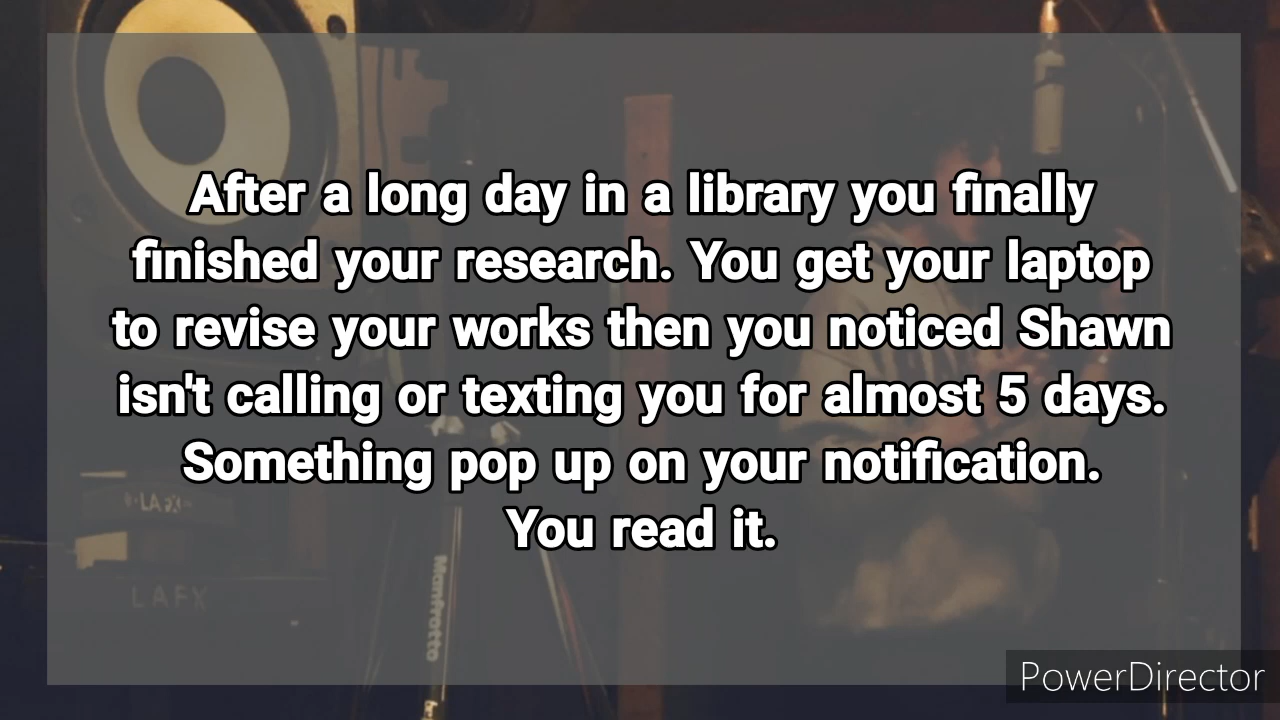 After a long day in a library you finally
finished your research. You get your laptop
to revise your works then you noticed Shawn
isn't calling or texting you for almost 5 days.
Something pop up on your notification.
You read it.
LAFX
Manfrotto
PowerDirector